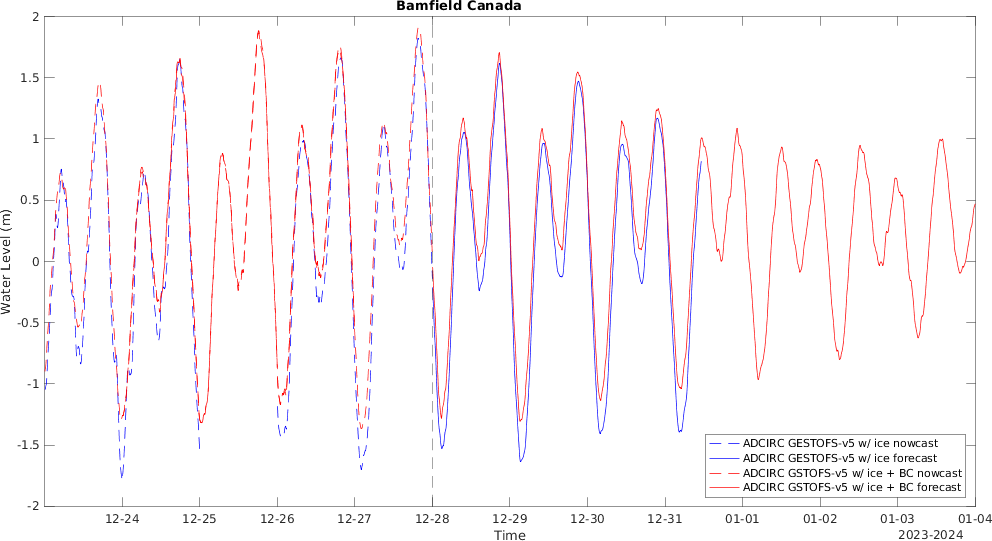 Bamfield Canada
2
1.5
1
0.5
0
-0.5
-1
-1.5
-2
Water Level (m)
12-24 12-25 12-26 12-27 12-28 12-29 12-30 12-31 01-01 01-02 01-03 01-04
Time
2023-2024
ADCIRC GESTOFS-v5 w/ ice nowcast
ADCIRC GESTOFS-v5 w/ ice forecast
ADCIRC GSTOFS-v5 w/ ice + BC nowcast
ADCIRC GSTOFS-v5 w/ ice + BC forecast